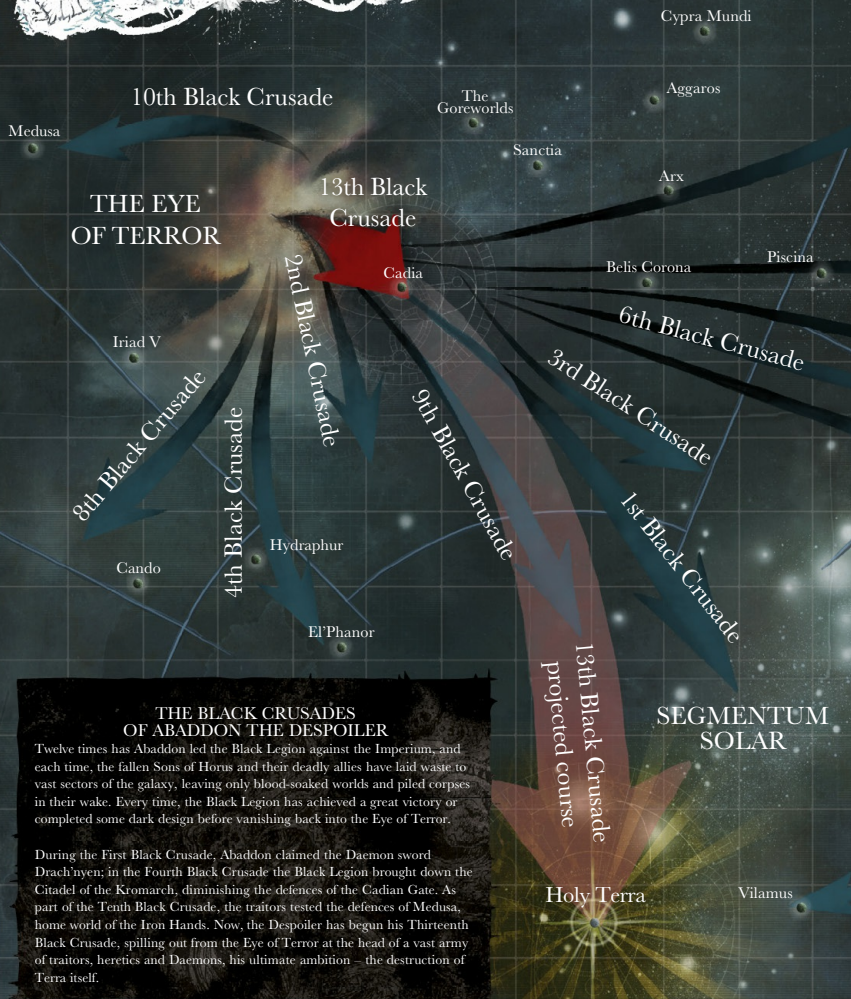 Cypra Mundi
Aggaros
10th Black Crusade
The
Goreworlds
Medusa
Sanctia
Arx
13th Black
Crusade
THE EYE
OF TERROR
Cadia
Belis Corona
Piscina
2nd Black Crusade
6th Black Crusade
Iriad V
3rd Black Crusade
8th Black Crusade
4th Black Crusade
9th Black Crusade
1st Black Crusade
Hydraphur
Cando
El'Phanor
13th Black Crusade
projected course
SEGMENTUM
SOLAR
Holy Terra
Vilamus
THE BLACK CRUSADES
OF ABADDON THE DESPOILER
Twelve times has Abaddon led the Black Legion against the Imperium, and
each time, the fallen Sons of Horus and their deadly allies have laid waste to
vast sectors of the galaxy, leaving only blood-soaked worlds and piled corpses
in their wake. Every time, the Black Legion has achieved a great victory or
completed some dark design before vanishing back into the Eye of Terror.
During the First Black Crusade, Abaddon claimed the Daemon sword
Drach'nyen; in the Fourth Black Crusade the Black Legion brought down the
Citadel of the Kromarch, diminishing the defences of the Cadian Gate. As
part of the Tenth Black Crusade, the traitors tested the defences of Medusa,
home world of the Iron Hands. Now, the Despoiler has begun his Thirteenth
Black Crusade, spilling out from the Eye of Terror at the head of a vast army
of traitors, heretics and Daemons, his ultimate ambition – the destruction of
Terra itself.